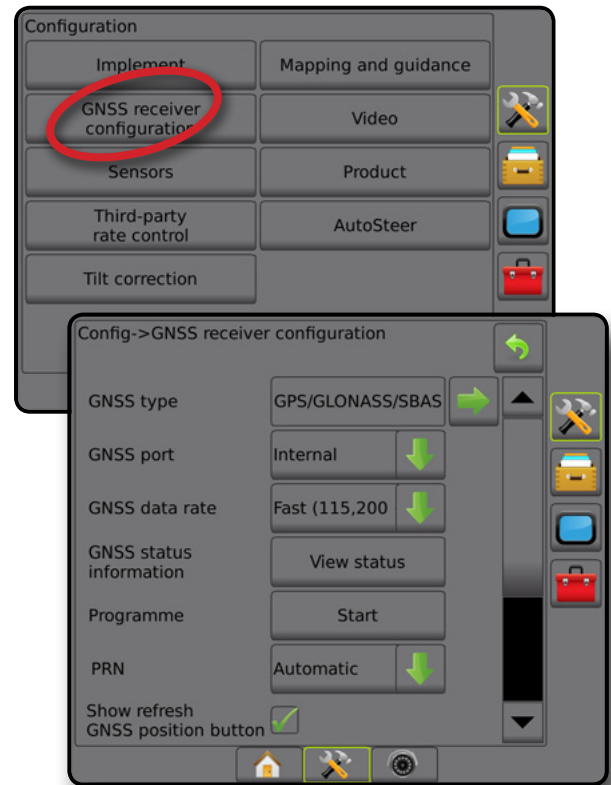 Configuration
Implement
Mapping and guidance
GNSS receiver
configuration
Video
Sensors
Product
Third-party
rate control
AutoSteer
Tilt correction
Config->GNSS receiver configuration
GNSS type
GPS/GLONASS/SBAS
GNSS port
Internal
GNSS data rate
Fast (115,200
GNSS status
information
View status
Programme
Start
PRN
Automatic
Show refresh
GNSS position button